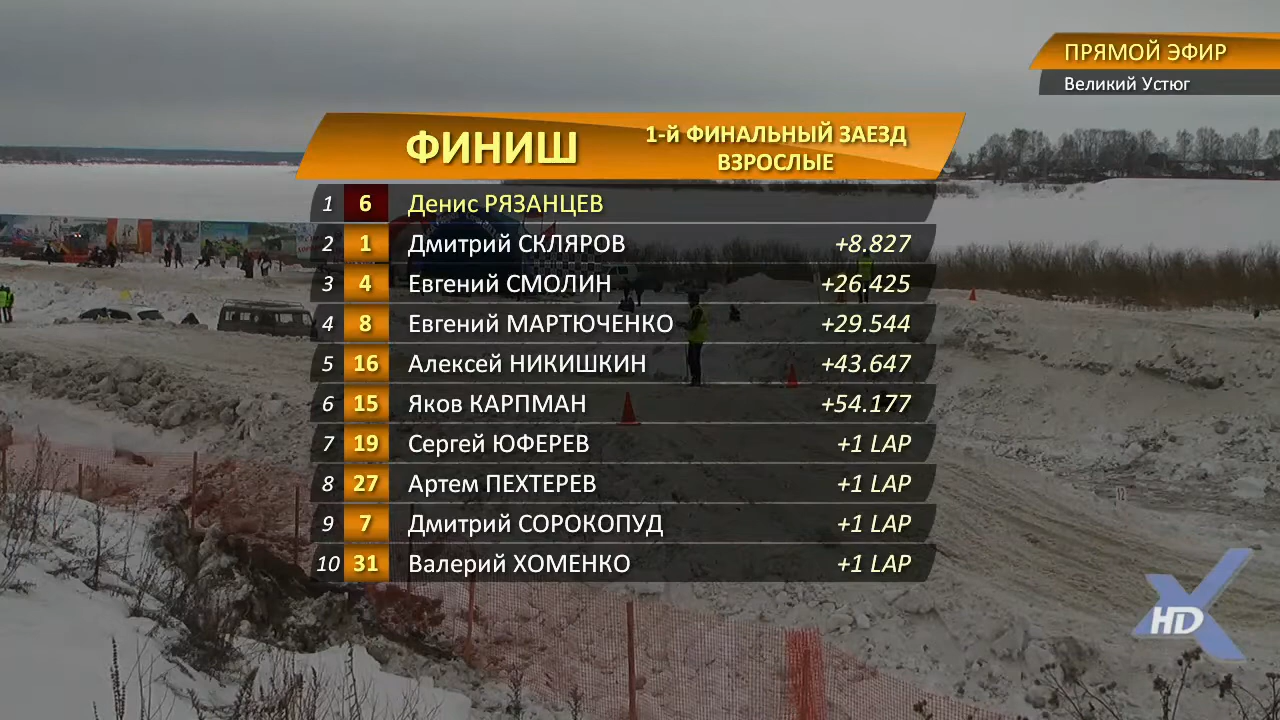 ПРЯМОЙ ЭФИР
Великий Устюг
ФИНИШ
1-й ФИНАЛЬНЫЙ ЗАЕЗД
ВЗРОСЛЫЕ
1 6 Денис РЯЗАНЦЕВ
2 1 Дмитрий СКЛЯРОВ +8.827
3 4 Евгений СМОЛИН +26.425
4 8 Евгений МАРТЮЧЕНКО +29.544
5 16 Алексей НИКИШКИН +43.647
6 15 Яков КАРПМАН +54.177
7 19 Сергей ЮФЕРЕВ +1 LAP
8 27 Артем ПЕХТЕРЕВ +1 LAP
9 7 Дмитрий СОРОКОПУД +1 LAP
10 31 Валерий ХОМЕНКО +1 LAP
XHD